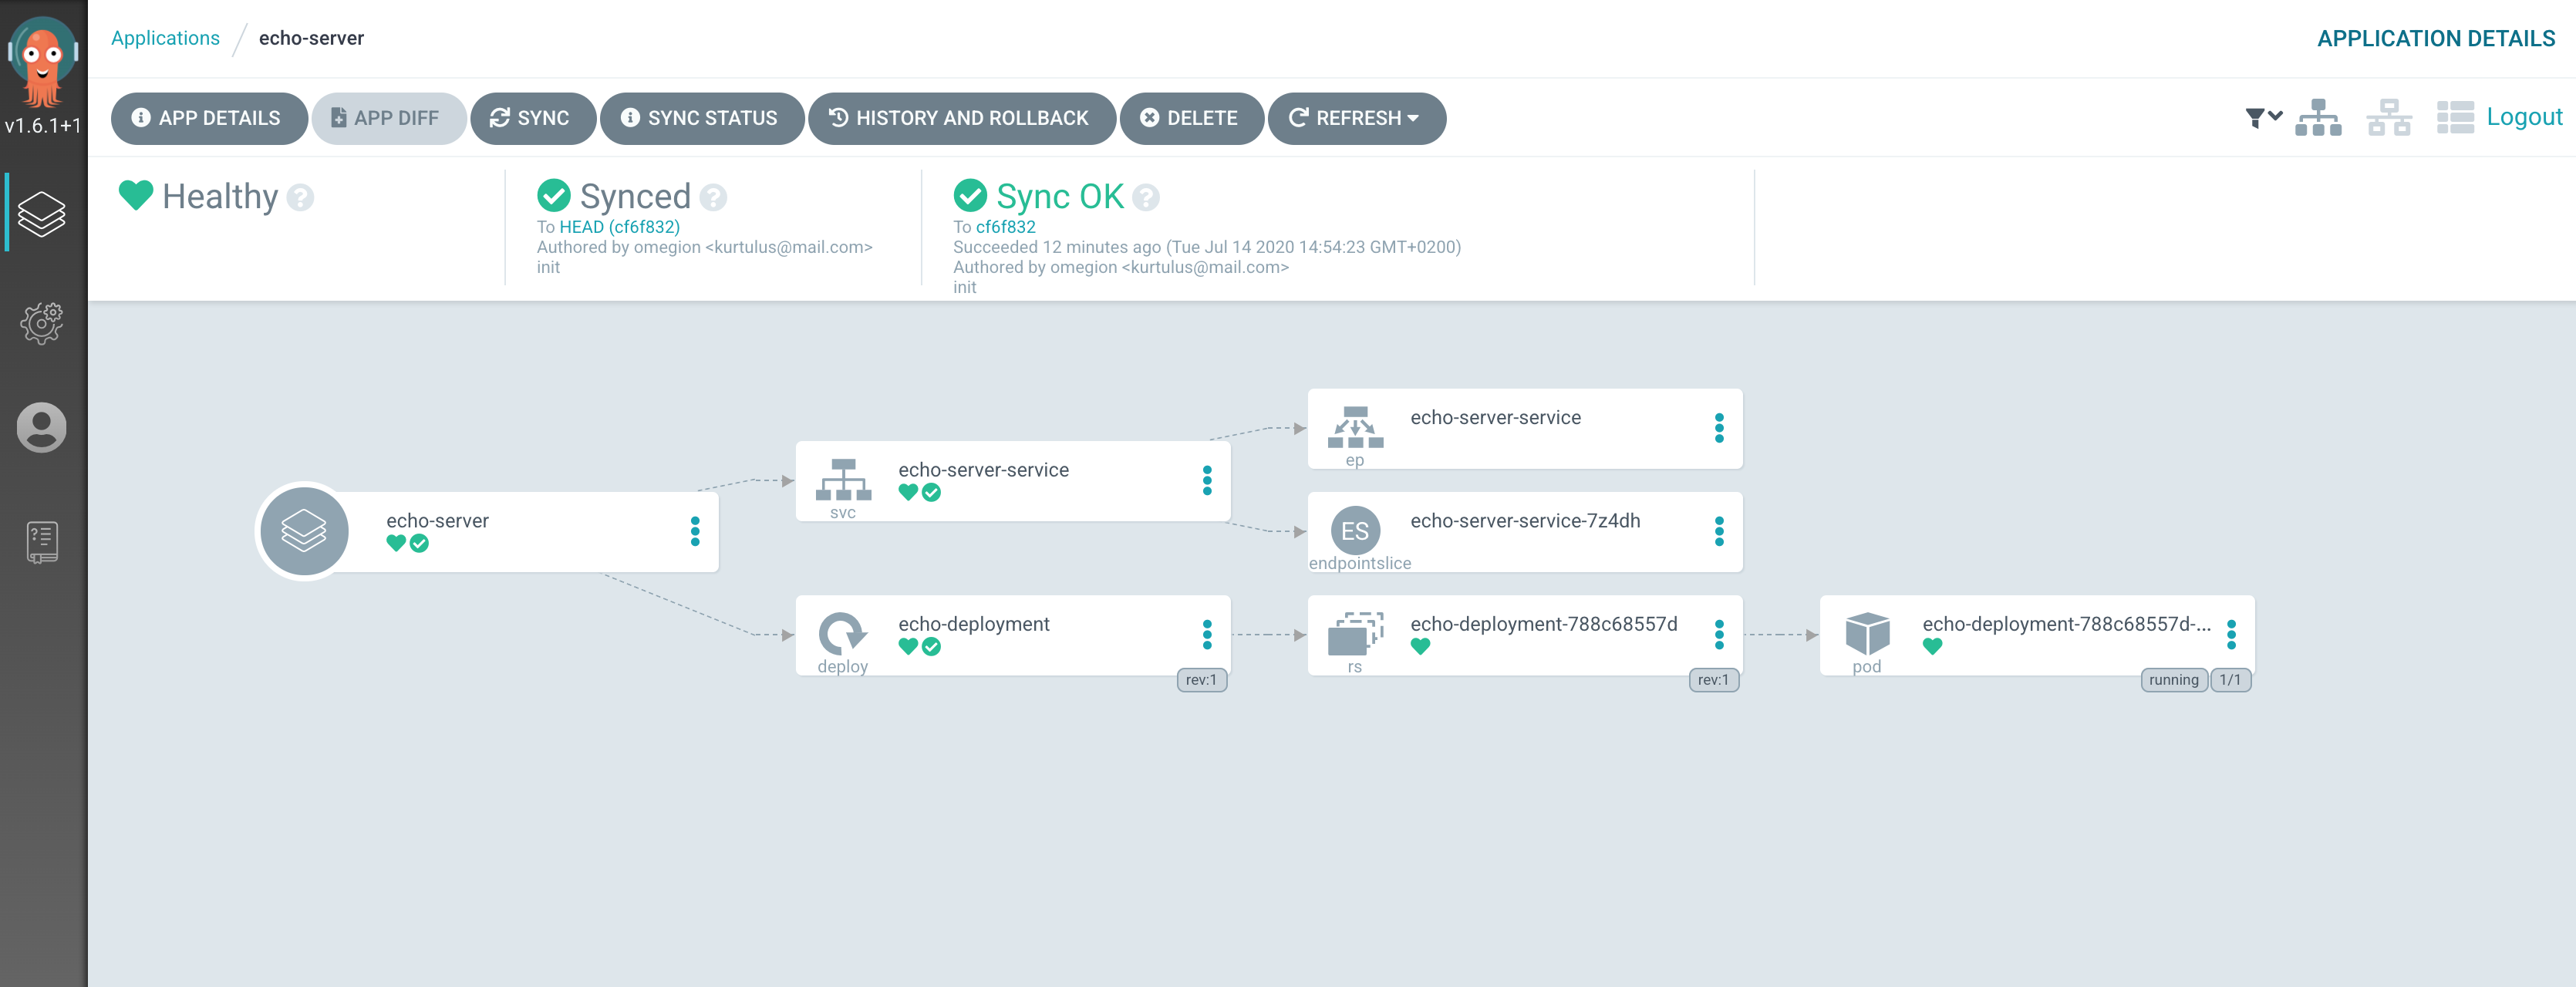 Applications / echo-server
APPLICATION DETAILS
v1.6.1+1
APP DETAILS
APP DIFF
SYNC
SYNC STATUS
HISTORY AND ROLLBACK
DELETE
REFRESH
Logout
Healthy ?
Synced ?
To HEAD (cf6f832)
Authored by omegion <kurtulus@mail.com>
init
Sync OK ?
To cf6f832
Succeeded 12 minutes ago (Tue Jul 14 2020 14:54:23 GMT+0200)
Authored by omegion <kurtulus@mail.com>
init
echo-server
echo-server-service
svc
echo-server-service
ep
ES
echo-server-service-7z4dh
endpointslice
echo-deployment
deploy
rev:1
echo-deployment-788c68557d
rs
rev:1
echo-deployment-788c68557d-...
pod
running
1/1